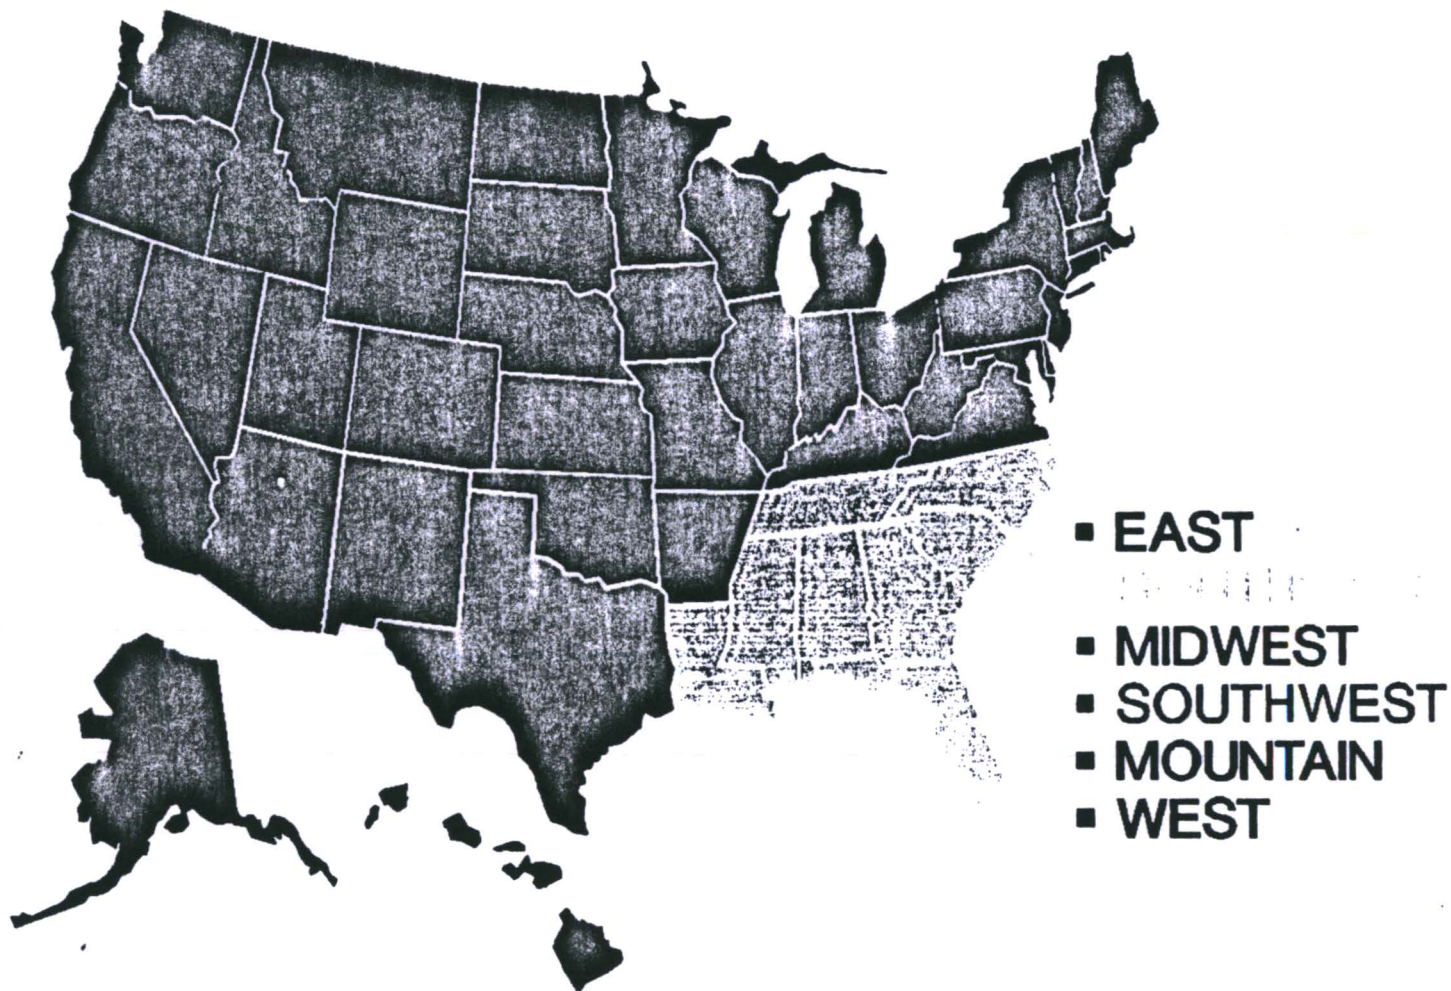 ▪ EAST
▪ MIDWEST
▪ SOUTHWEST
▪ MOUNTAIN
▪ WEST